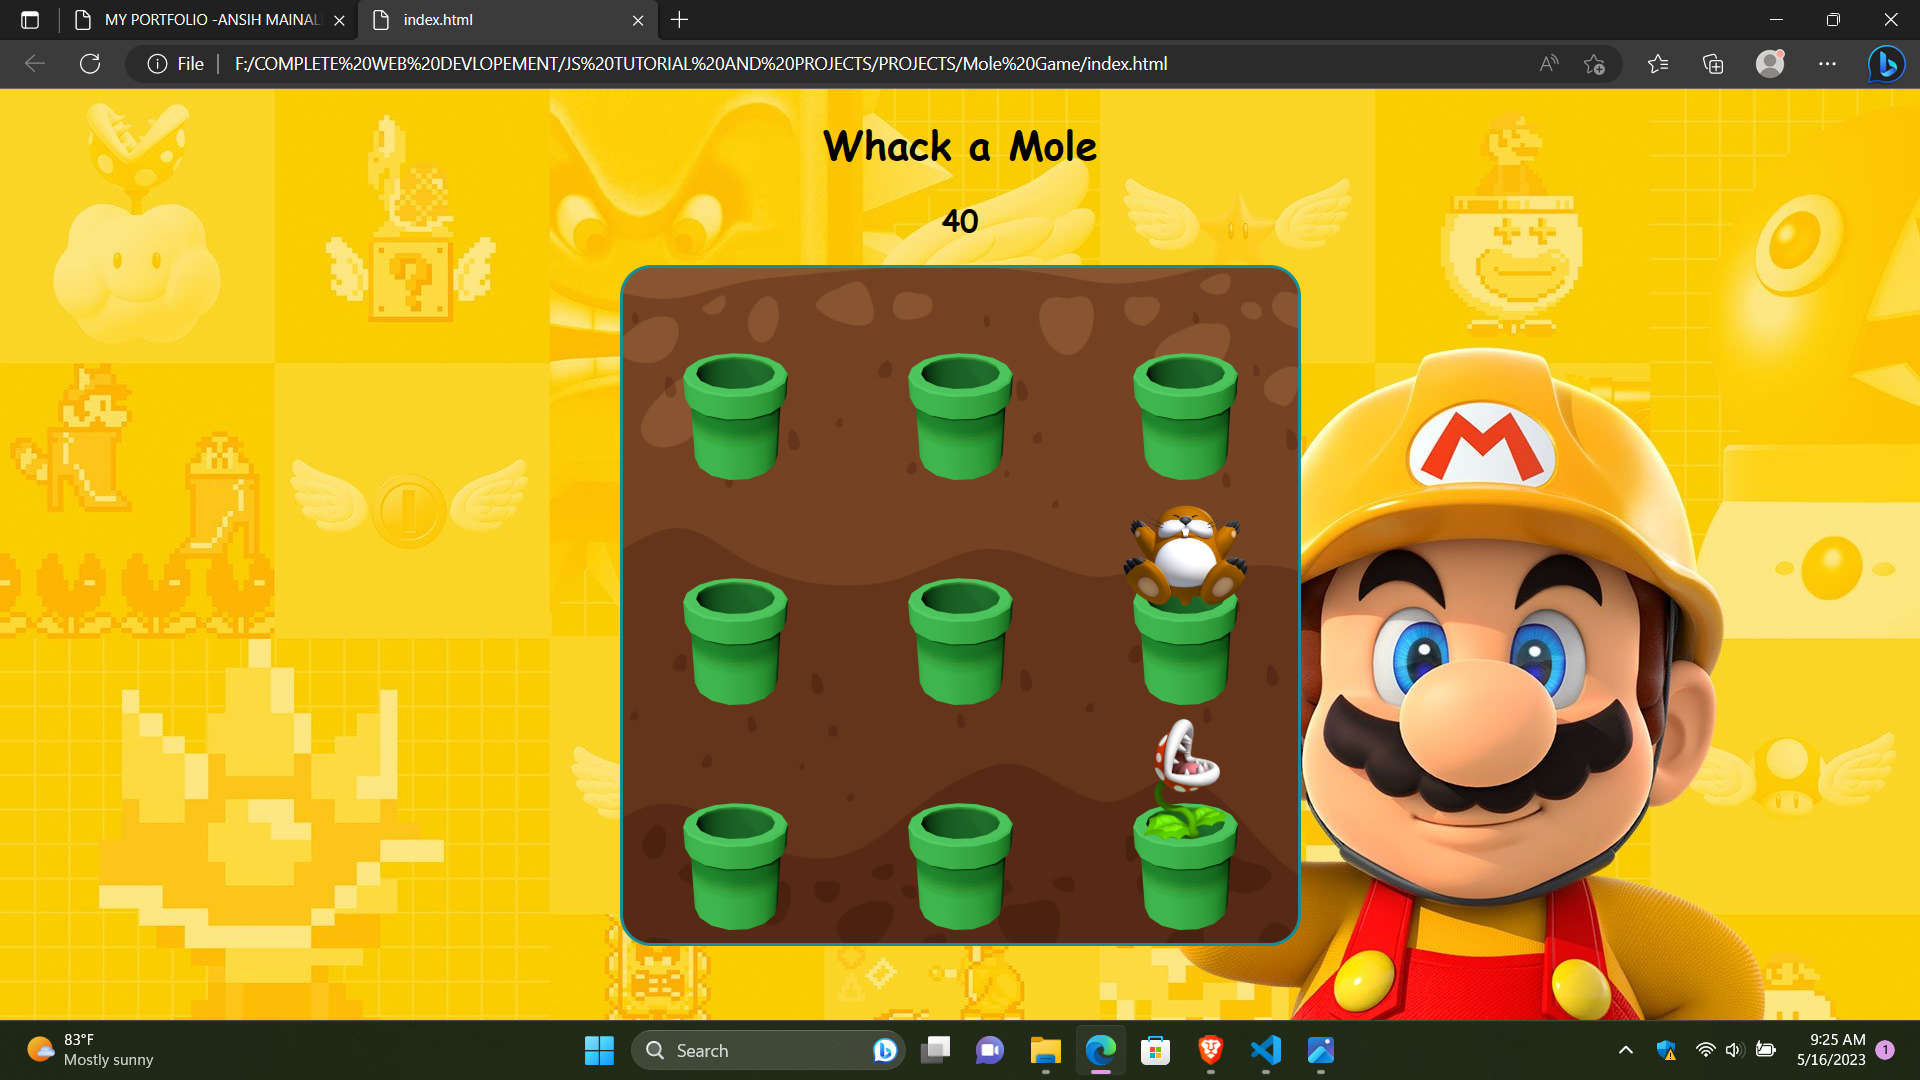 MY PORTFOLIO -ANSIH MAINAL
index.html
File
F:/COMPLETE%20WEB%20DEVLOPEMENT/JS%20TUTORIAL%20AND%20PROJECTS/PROJECTS/Mole%20Game/index.html
Whack a Mole
40
M
83°F
Mostly sunny
Search
9:25 AM
5/16/2023
1